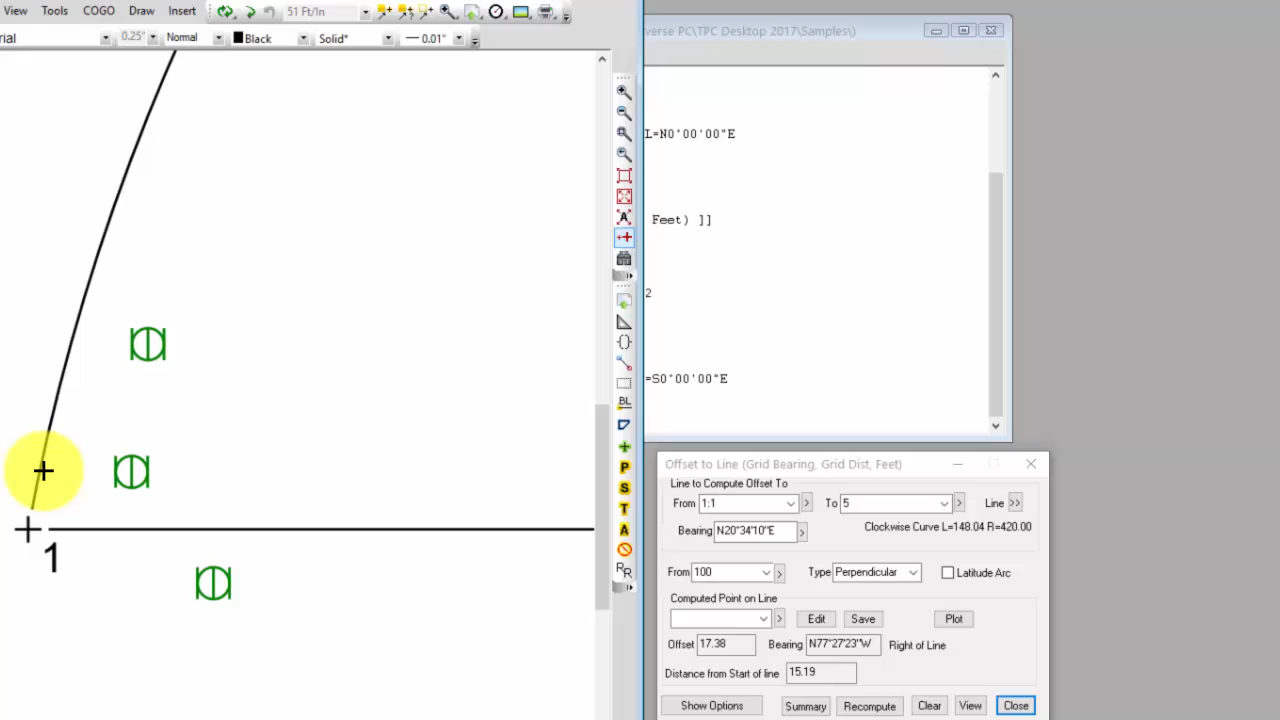 View Tools COGO Draw Insert 51 Ft/In
rial 0.25" Normal Black Solid* 0.01"
verse PC\TPC Desktop 2017\Samples\)
L=N0°00'00"E
Feet) ]]
2
=S0°00'00"E
A
BL
P
S
T
A
RR
1
Offset to Line (Grid Bearing, Grid Dist, Feet)
Line to Compute Offset To
From 1:1 > To 5 > Line >>
Bearing N20°34'10"E > Clockwise Curve L=148.04 R=420.00
From 100 > Type Perpendicular Latitude Arc
Computed Point on Line
> Edit Save Plot
Offset 17.38 Bearing N77°27'23"W Right of Line
Distance from Start of line 15.19
Show Options Summary Recompute Clear View Close